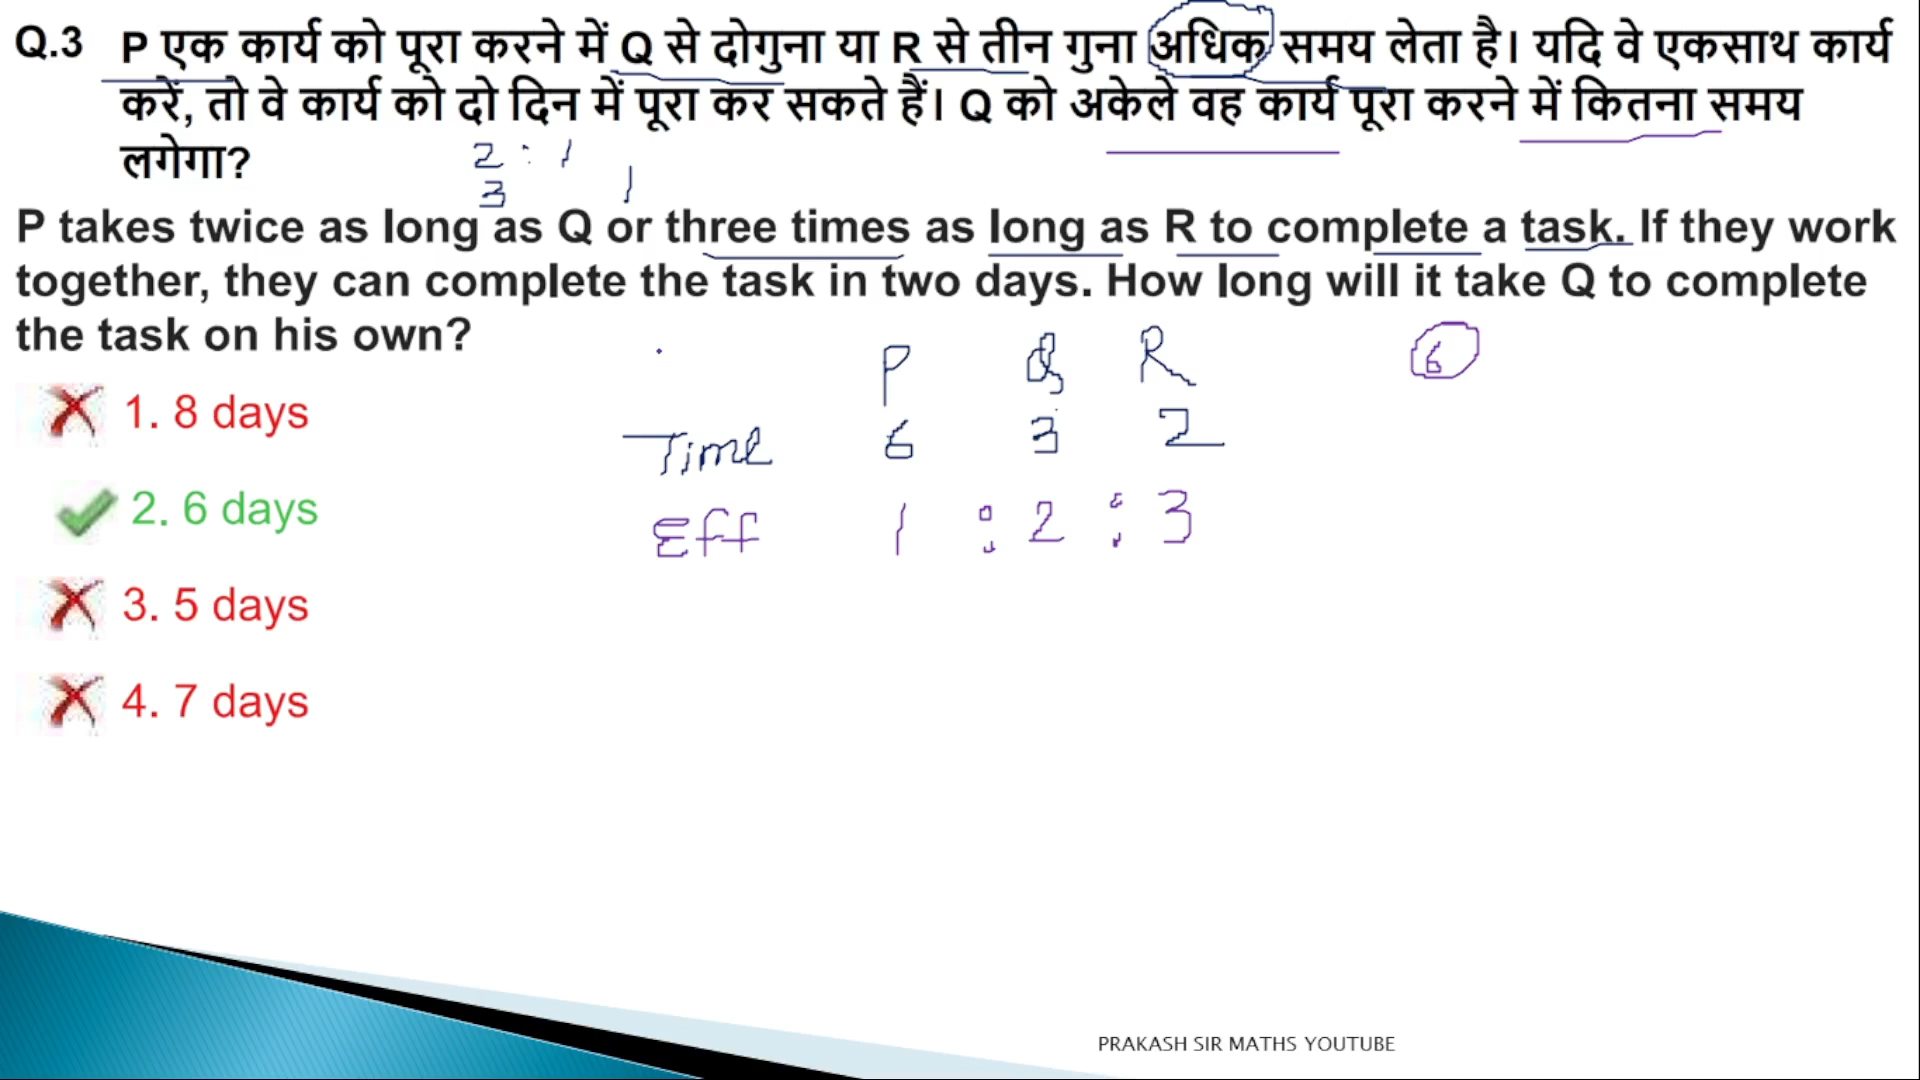 Q.3 P एक कार्य को पूरा करने में Q से दोगुना या R से तीन गुना अधिक समय लेता है। यदि वे एकसाथ कार्य
करें, तो वे कार्य को दो दिन में पूरा कर सकते हैं। Q को अकेले वह कार्य पूरा करने में कितना समय
लगेगा?
2 : 1
3 1
P takes twice as long as Q or three times as long as R to complete a task. If they work
together, they can complete the task in two days. How long will it take Q to complete
the task on his own?
P Q R 6
1. 8 days
Time 6 3 2
2. 6 days
Eff 1 : 2 : 3
3. 5 days
4. 7 days
PRAKASH SIR MATHS YOUTUBE